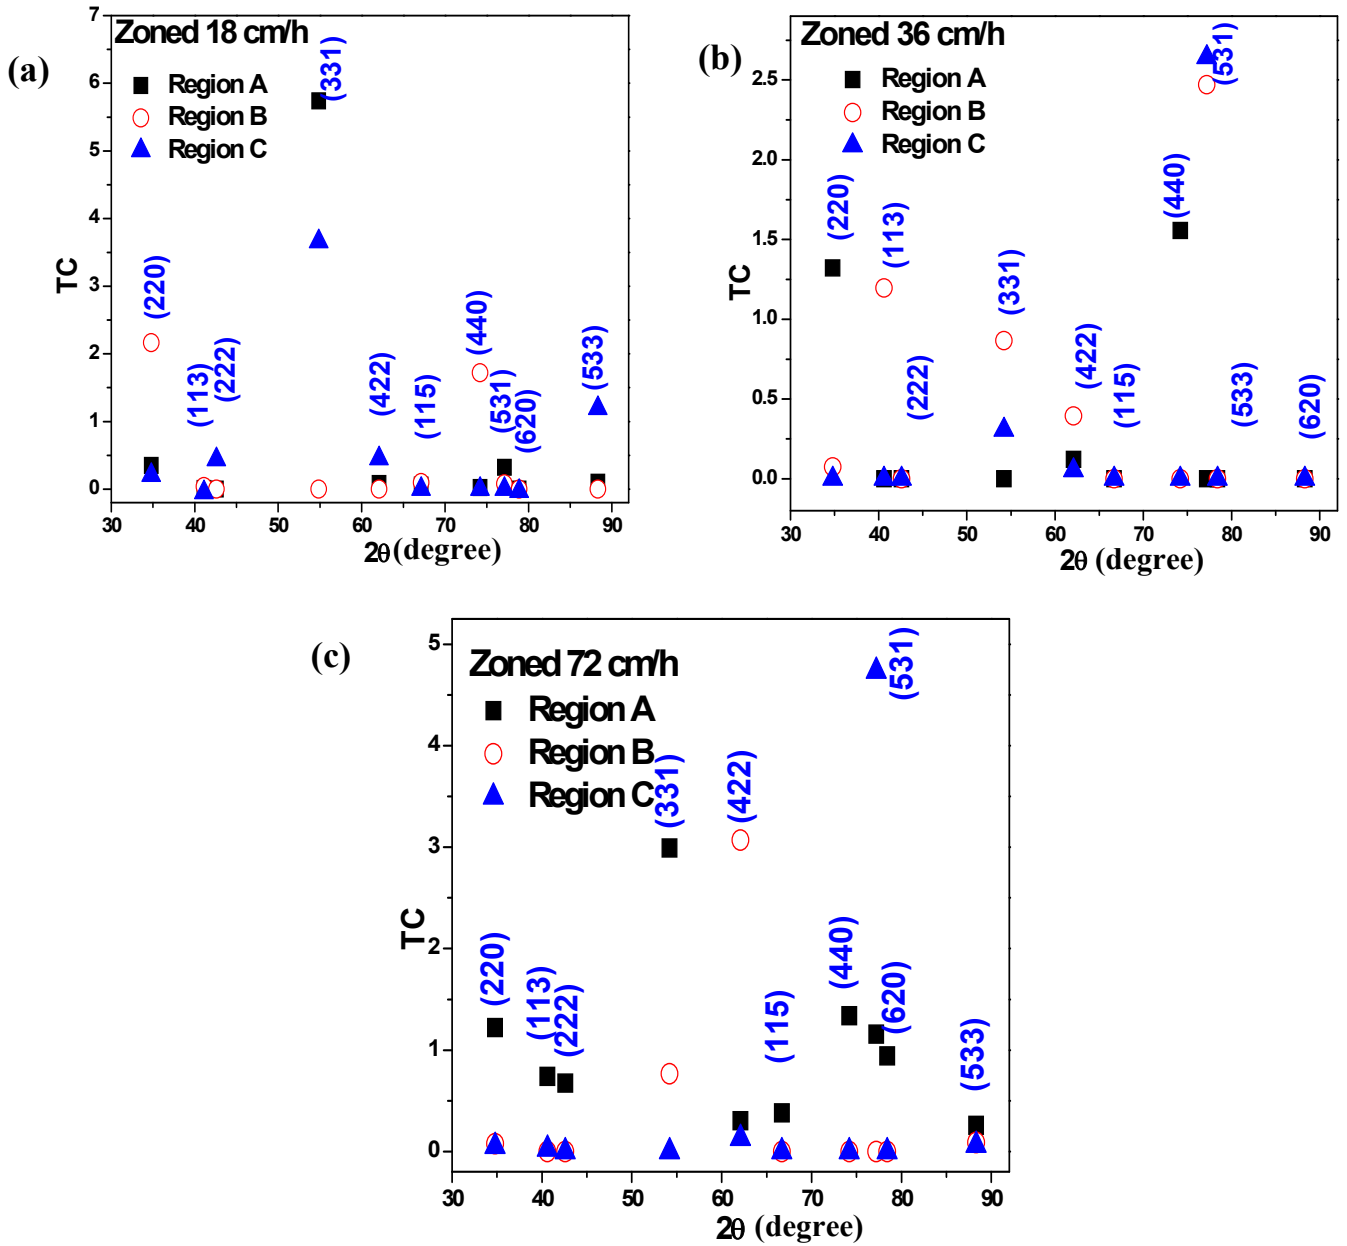 (a)
Zoned 18 cm/h
Region A
Region B
Region C
(331)
(220)
(113)
(222)
(422)
(115)
(440)
(531)
(620)
(533)
TC
7
6
5
4
3
2
1
0
30 40 50 60 70 80 90
2θ (degree)
(b)
Zoned 36 cm/h
Region A
Region B
Region C
(531)
(220)
(113)
(440)
(331)
(222)
(422)
(115)
(533)
(620)
TC
2.5
2.0
1.5
1.0
0.5
0.0
30 40 50 60 70 80 90
2θ (degree)
(c)
Zoned 72 cm/h
Region A
Region B
Region C
(531)
(331)
(422)
(220)
(113)
(222)
(115)
(440)
(620)
(533)
TC
5
4
3
2
1
0
30 40 50 60 70 80 90
2θ (degree)